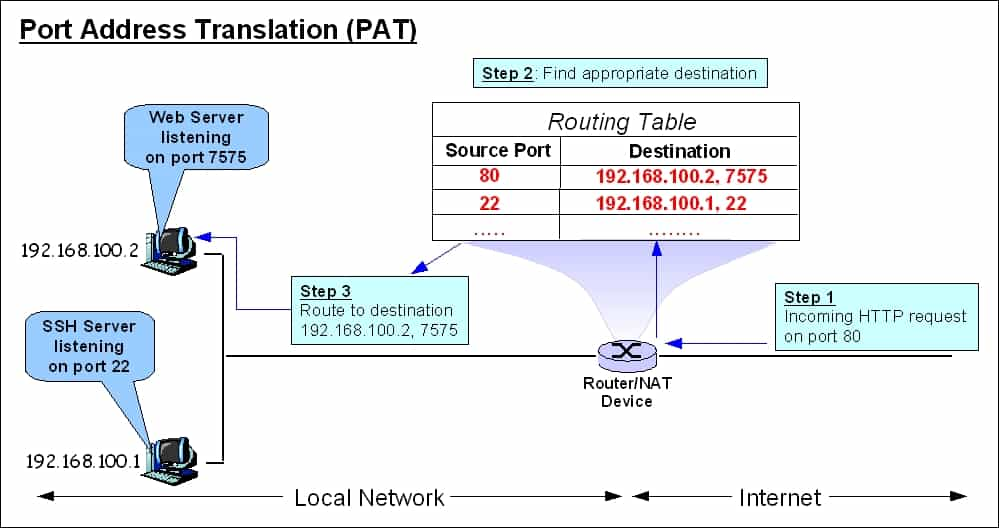 Port Address Translation (PAT)
Step 2: Find appropriate destination
Web Server
listening
on port 7575
Routing Table
Source Port Destination
80 192.168.100.2, 7575
22 192.168.100.1, 22
..... ........
192.168.100.2
Step 3
Route to destination
192.168.100.2, 7575
Step 1
Incoming HTTP request
on port 80
SSH Server
listening
on port 22
Router/NAT
Device
192.168.100.1
Local Network
Internet